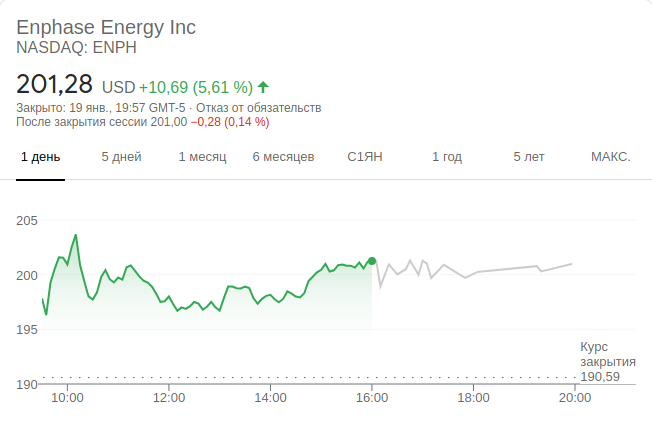 Enphase Energy Inc
NASDAQ: ENPH
201,28 USD +10,69 (5,61 %)
Закрыто: 19 янв., 19:57 GMT-5 · Отказ от обязательств
После закрытия сессии 201,00 −0,28 (0,14 %)
1 день 5 дней 1 месяц 6 месяцев С1ЯН 1 год 5 лет МАКС.
205
200
195
Курс
закрытия
190,59
190
10:00 12:00 14:00 16:00 18:00 20:00